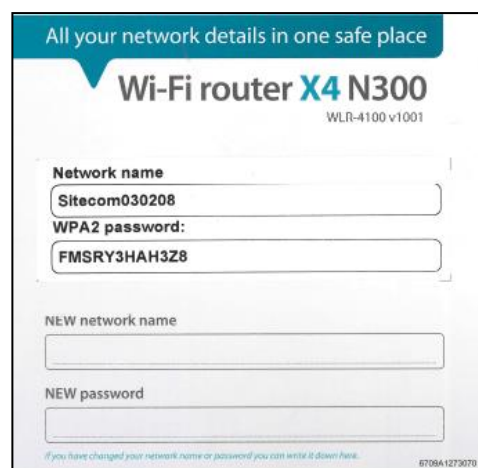 All your network details in one safe place
Wi-Fi router X4 N300
WLR-4100 v1001
Network name
Sitecom030208
WPA2 password:
FMSRY3HAH3Z8
NEW network name
NEW password
If you have changed your network name or password you can write it down here.
6709A1273070